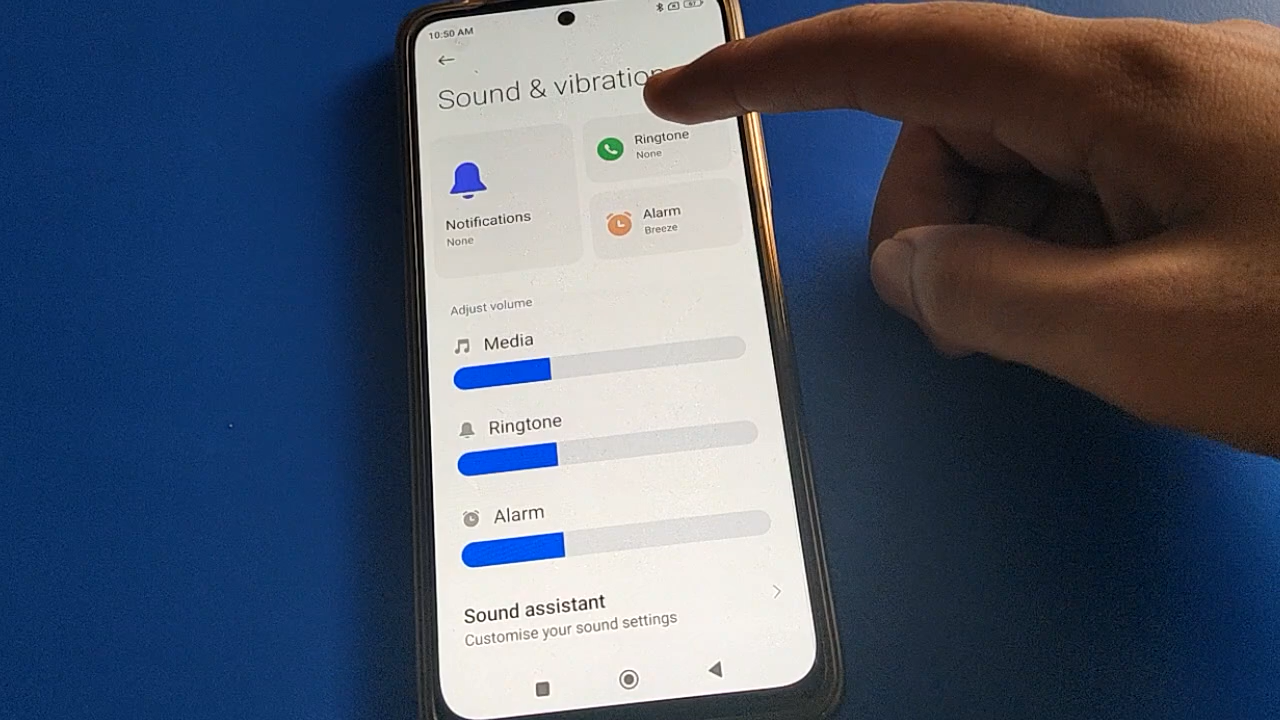 10:50 AM
Sound & vibration
Ringtone
None
Notifications
None
Alarm
Breeze
Adjust volume
Media
Ringtone
Alarm
Sound assistant
Customise your sound settings